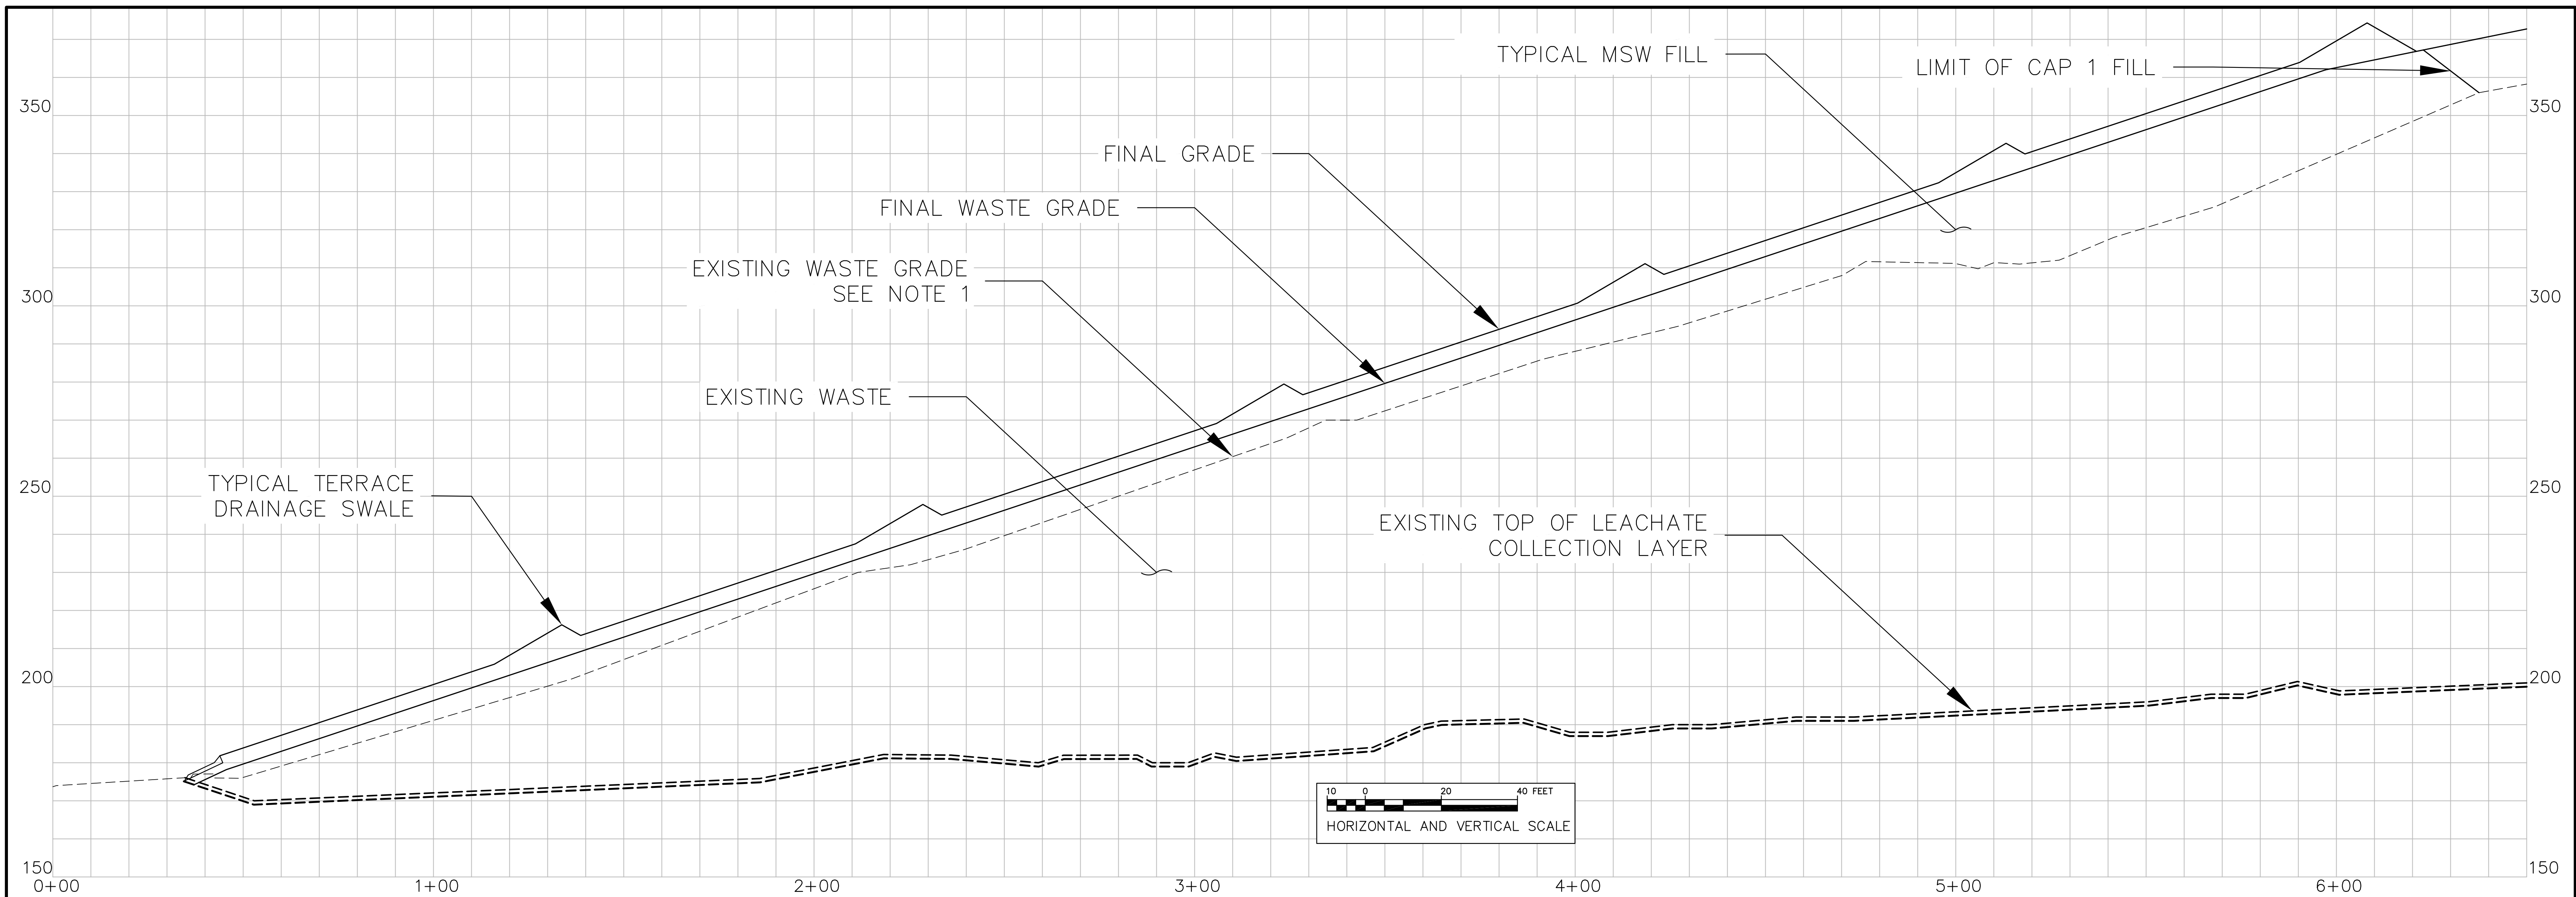 TYPICAL MSW FILL
LIMIT OF CAP 1 FILL
350
350
FINAL GRADE
FINAL WASTE GRADE
EXISTING WASTE GRADE
SEE NOTE 1
300
300
EXISTING WASTE
TYPICAL TERRACE
DRAINAGE SWALE
250
250
EXISTING TOP OF LEACHATE
COLLECTION LAYER
200
200
10 0 20 40 FEET
HORIZONTAL AND VERTICAL SCALE
150
150
0+00 1+00 2+00 3+00 4+00 5+00 6+00